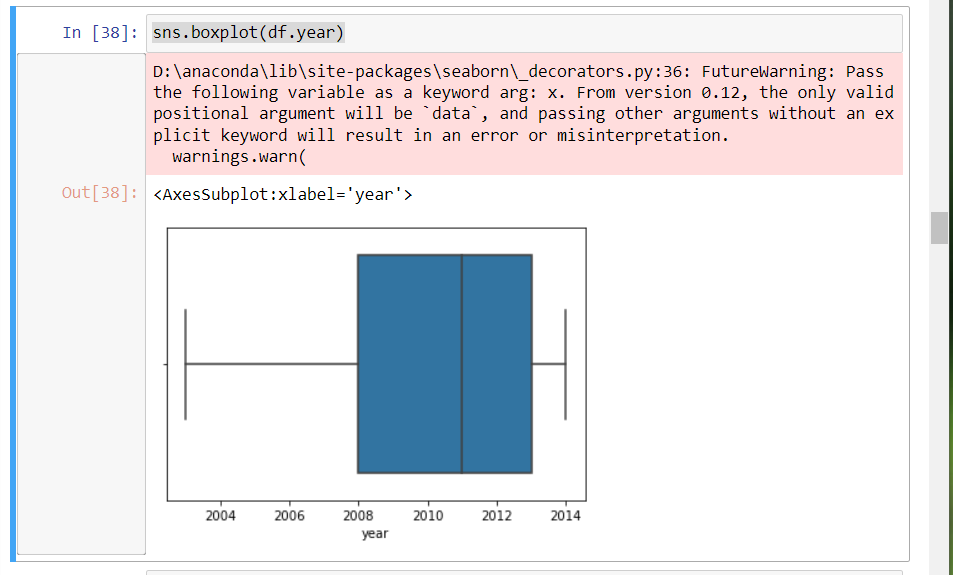 In [38]: sns.boxplot(df.year)
D:\anaconda\lib\site-packages\seaborn\_decorators.py:36: FutureWarning: Pass
the following variable as a keyword arg: x. From version 0.12, the only valid
positional argument will be `data`, and passing other arguments without an ex
plicit keyword will result in an error or misinterpretation.
  warnings.warn(
Out[38]: <AxesSubplot:xlabel='year'>
2004 2006 2008 2010 2012 2014
year